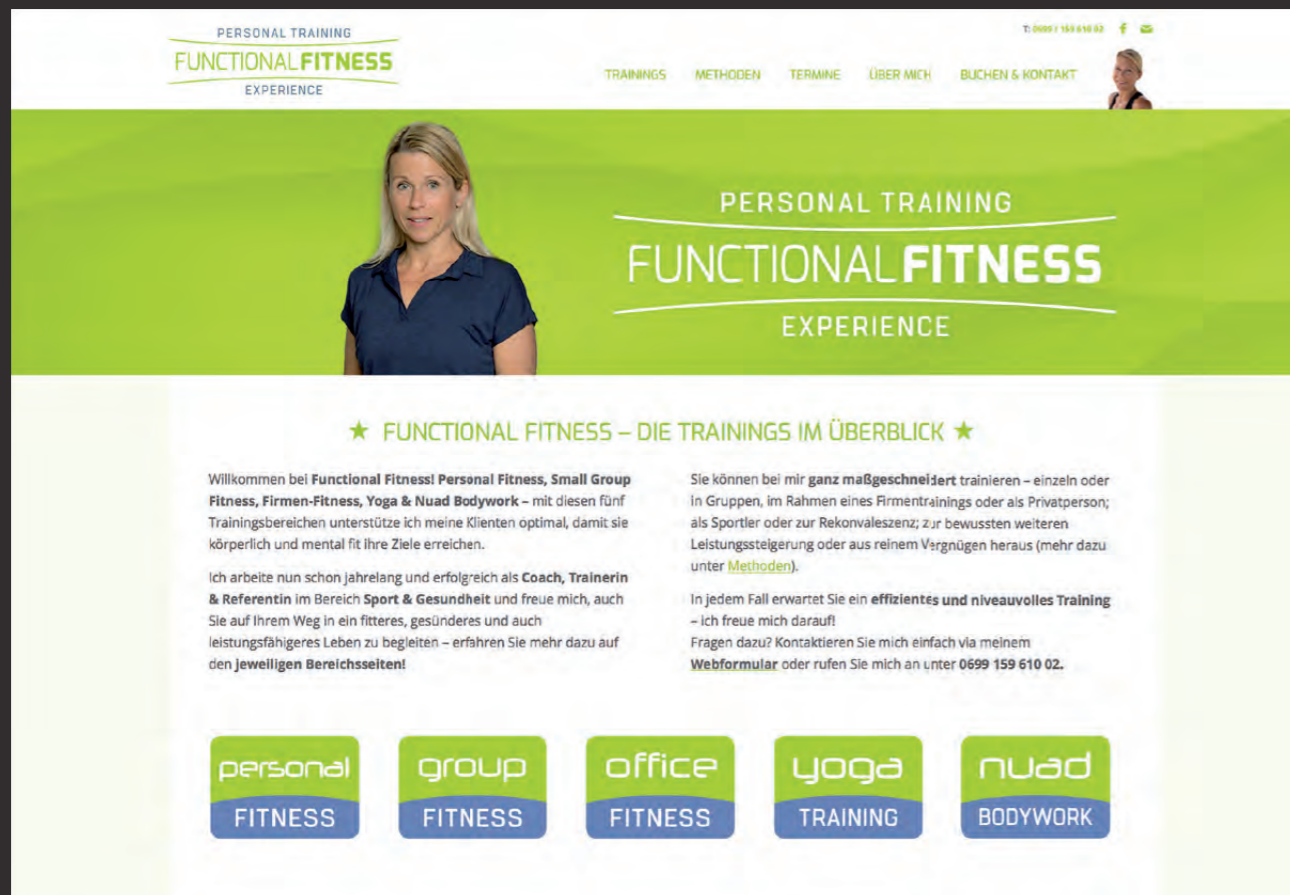 PERSONAL TRAINING
FUNCTIONALFITNESS
EXPERIENCE
T: 0699 / 159 610 02
TRAININGS METHODEN TERMINE ÜBER MICH BUCHEN & KONTAKT
PERSONAL TRAINING
FUNCTIONALFITNESS
EXPERIENCE
★ FUNCTIONAL FITNESS – DIE TRAININGS IM ÜBERBLICK ★
Willkommen bei Functional Fitness! Personal Fitness, Small Group
Fitness, Firmen-Fitness, Yoga & Nuad Bodywork – mit diesen fünf
Trainingsbereichen unterstütze ich meine Klienten optimal, damit sie
körperlich und mental fit ihre Ziele erreichen.
Ich arbeite nun schon jahrelang und erfolgreich als Coach, Trainerin
& Referentin im Bereich Sport & Gesundheit und freue mich, auch
Sie auf Ihrem Weg in ein fitteres, gesünderes und auch
leistungsfähigeres Leben zu begleiten – erfahren Sie mehr dazu auf
den jeweiligen Bereichsseiten!
Sie können bei mir ganz maßgeschneidert trainieren – einzeln oder
in Gruppen, im Rahmen eines Firmentrainings oder als Privatperson;
als Sportler oder zur Rekonvaleszenz; zur bewussten weiteren
Leistungssteigerung oder aus reinem Vergnügen heraus (mehr dazu
unter Methoden).
In jedem Fall erwartet Sie ein effizientes und niveauvolles Training
– ich freue mich darauf!
Fragen dazu? Kontaktieren Sie mich einfach via meinem
Webformular oder rufen Sie mich an unter 0699 159 610 02.
personal
FITNESS
group
FITNESS
office
FITNESS
yoga
TRAINING
nuad
BODYWORK